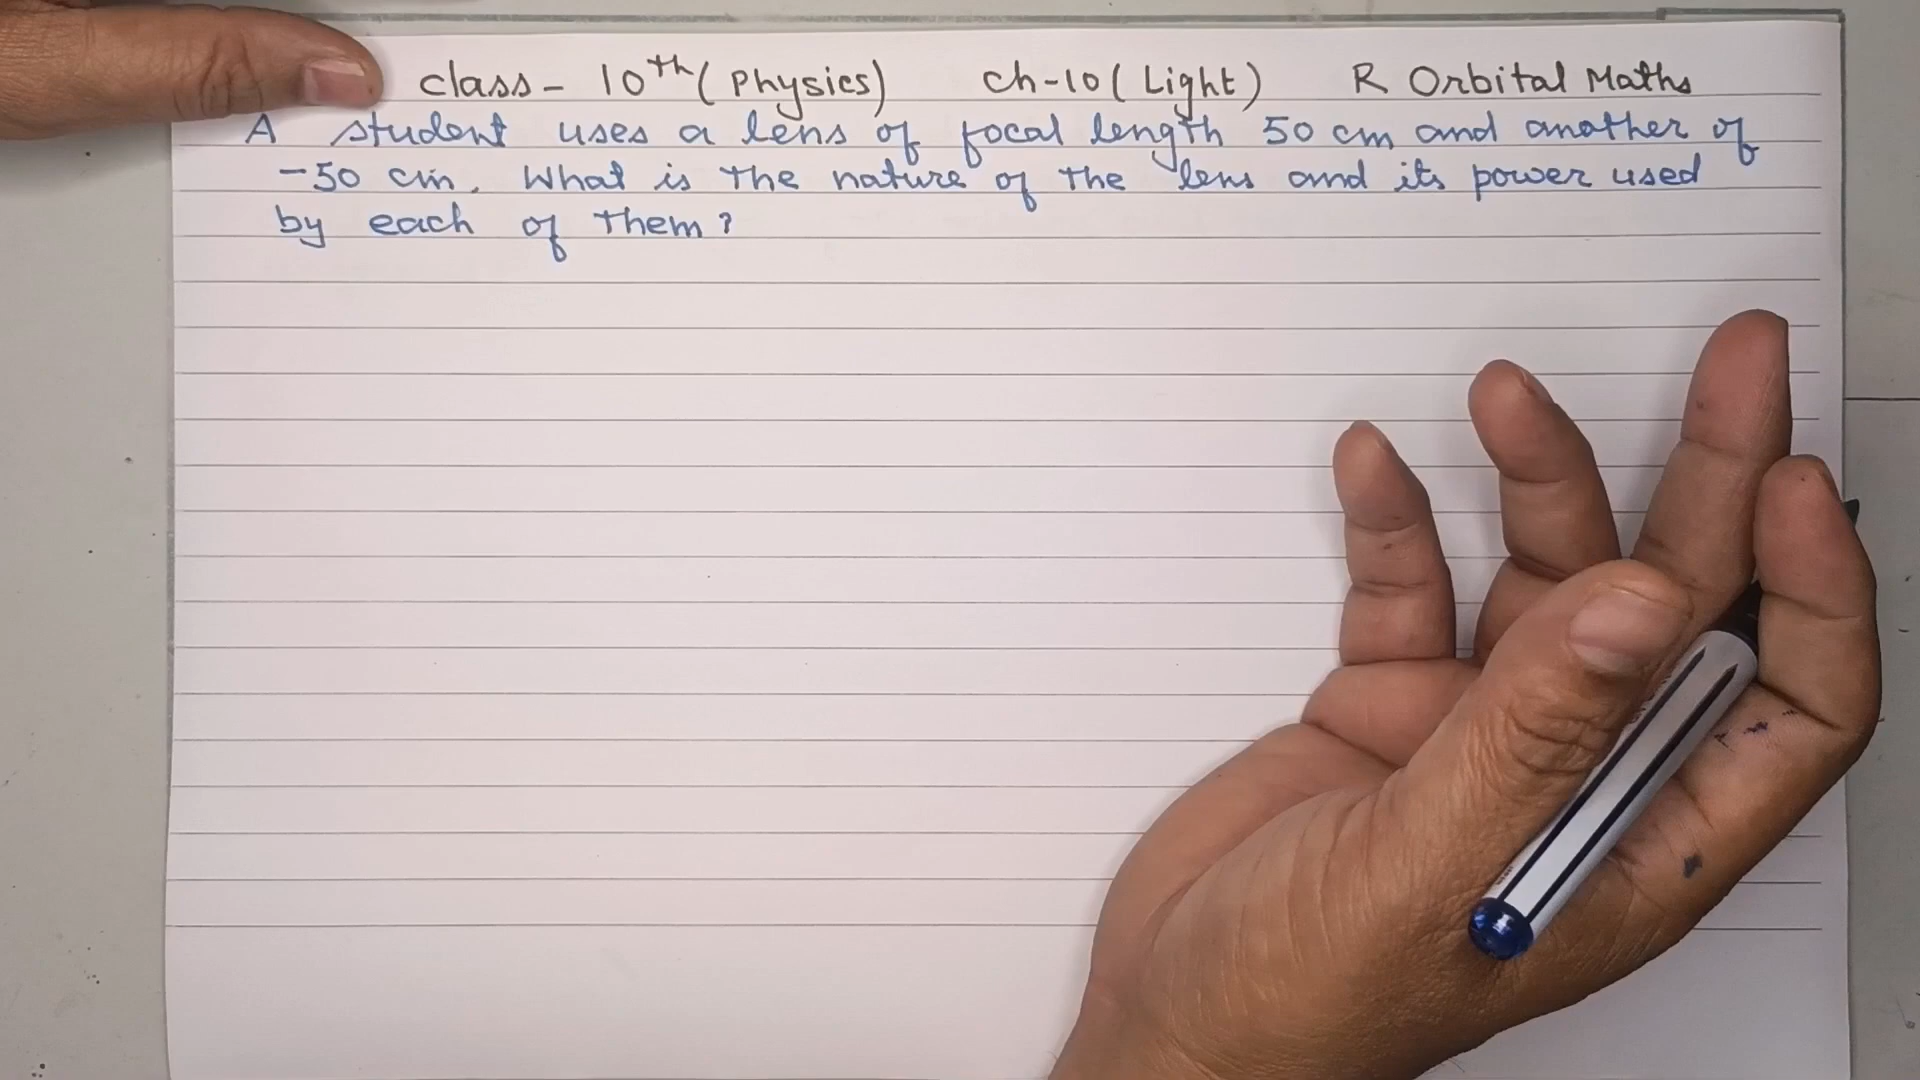 class - 10th (Physics) Ch-10 (Light) R Orbital Maths
A student uses a lens of focal length 50 cm and another of
-50 cm. What is the nature of the lens and its power used
by each of them?